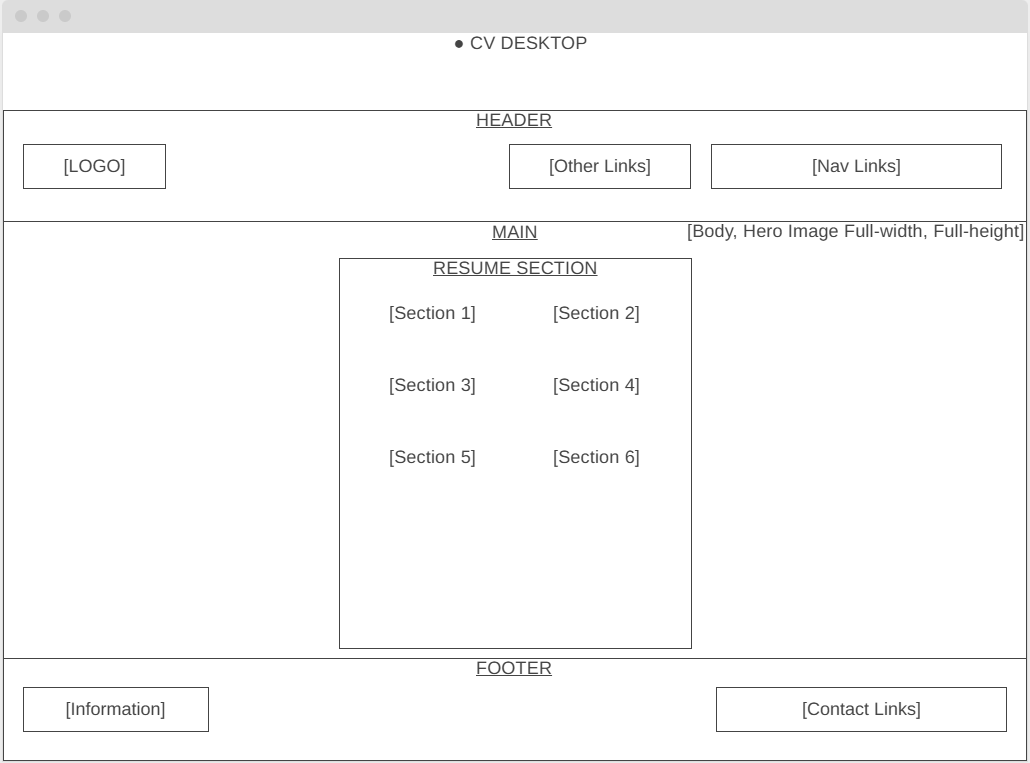 ● CV DESKTOP
HEADER
[LOGO] [Other Links] [Nav Links]
MAIN [Body, Hero Image Full-width, Full-height]
RESUME SECTION
[Section 1] [Section 2]
[Section 3] [Section 4]
[Section 5] [Section 6]
FOOTER
[Information] [Contact Links]